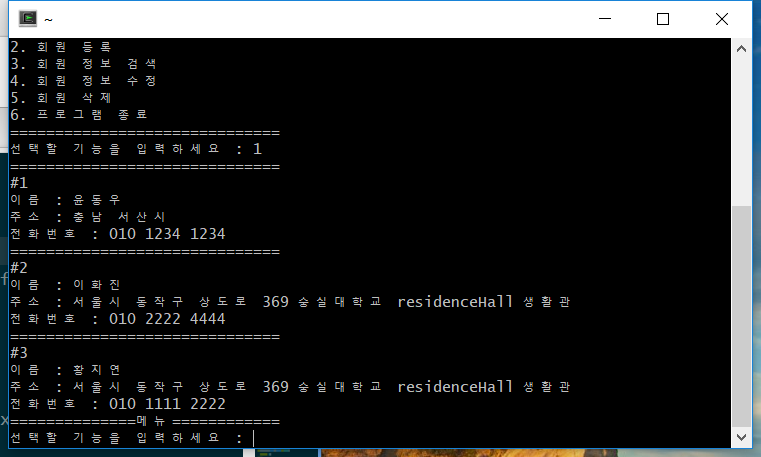 ~
2. 회원 등록
3. 회원 정보 검색
4. 회원 정보 수정
5. 회원 삭제
6. 프로그램 종료
==============================
선택할 기능을 입력하세요 : 1
==============================
#1
이름 : 윤동우
주소 : 충남 서산시
전화번호 : 010 1234 1234
==============================
#2
이름 : 이화진
주소 : 서울시 동작구 상도로 369 숭실대학교 residenceHall 생활관
전화번호 : 010 2222 4444
==============================
#3
이름 : 황지연
주소 : 서울시 동작구 상도로 369 숭실대학교 residenceHall 생활관
전화번호 : 010 1111 2222
==============메뉴============
선택할 기능을 입력하세요 :